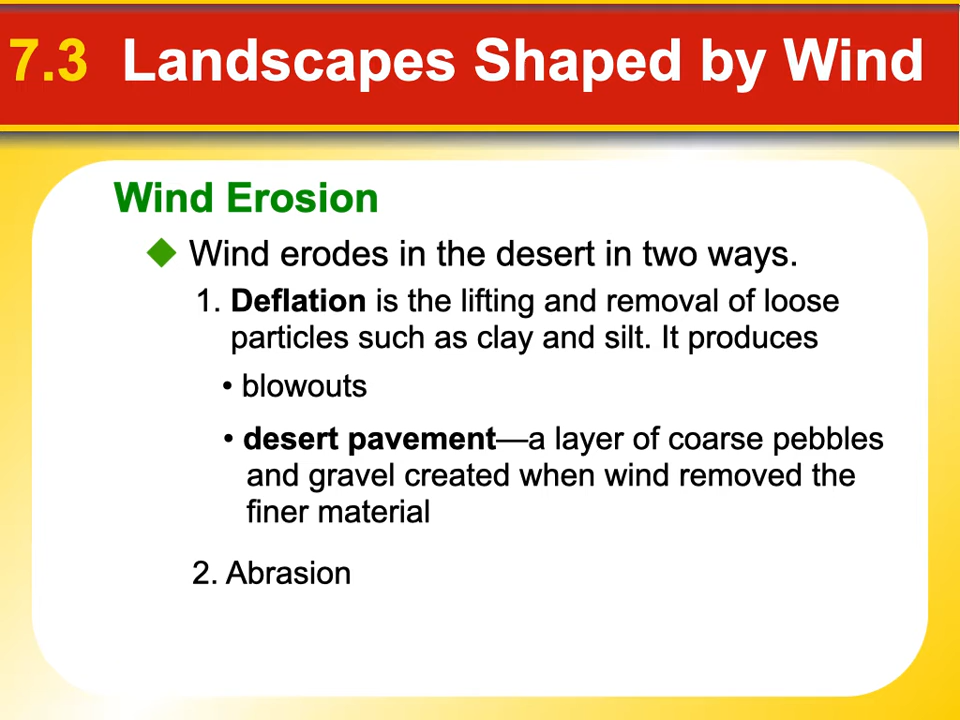 7.3 Landscapes Shaped by Wind
Wind Erosion
Wind erodes in the desert in two ways.
1. Deflation is the lifting and removal of loose
particles such as clay and silt. It produces
• blowouts
• desert pavement—a layer of coarse pebbles
and gravel created when wind removed the
finer material
2. Abrasion